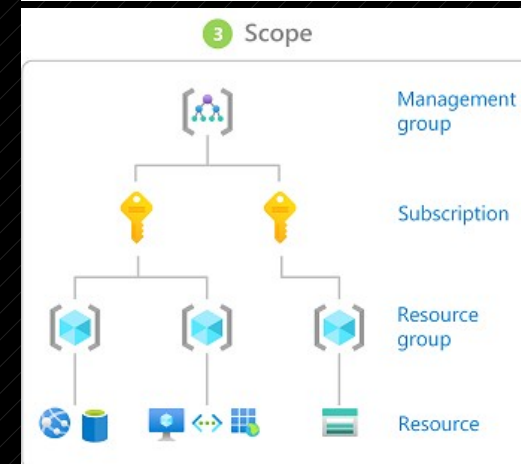 3 Scope
Management
group
Subscription
Resource
group
Resource